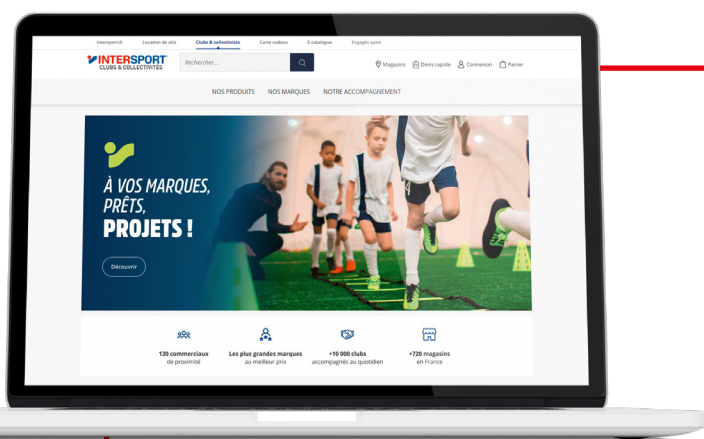 Intersport.fr Location de skis Clubs & collectivités Carte cadeau E-catalogue Engagés sport
INTERSPORT
CLUBS & COLLECTIVITÉS
Rechercher...
Magasins Devis rapide Connexion Panier
NOS PRODUITS NOS MARQUES NOTRE ACCOMPAGNEMENT
À VOS MARQUES,
PRÊTS,
PROJETS !
Découvrir
4
130 commerciaux
de proximité
Les plus grandes marques
au meilleur prix
+10 000 clubs
accompagnés au quotidien
+720 magasins
en France